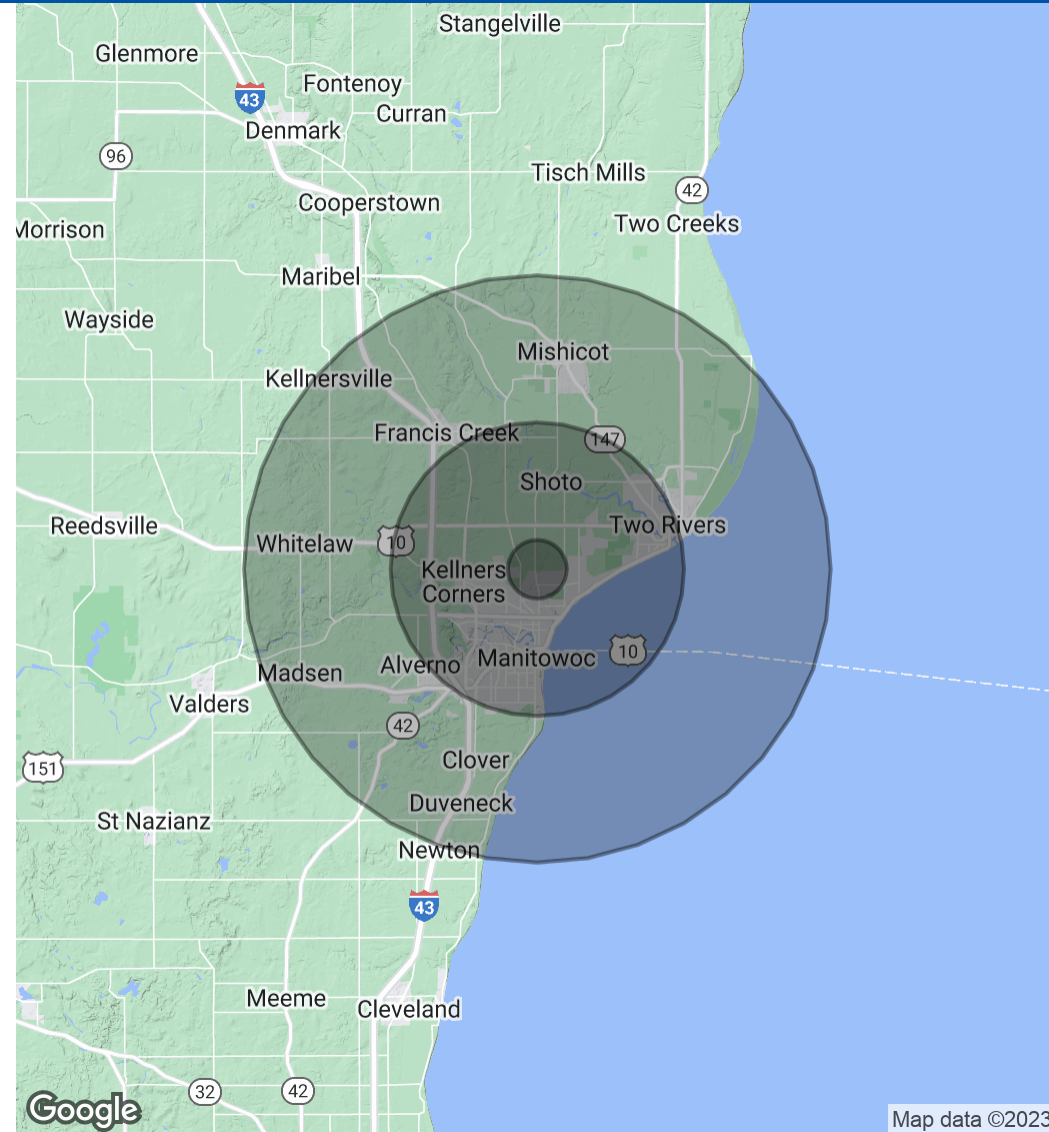 Stangelville
Glenmore
Fontenoy
43
Curran
Denmark
96
Tisch Mills
42
Cooperstown
Two Creeks
Morrison
Maribel
Wayside
Mishicot
Kellnersville
Francis Creek
147
Shoto
Reedsville
Two Rivers
Whitelaw
10
Kellners
Corners
10
Manitowoc
Alverno
Madsen
Valders
42
Clover
151
Duveneck
St Nazianz
Newton
43
Meeme
Cleveland
32
42
Google
Map data ©2023